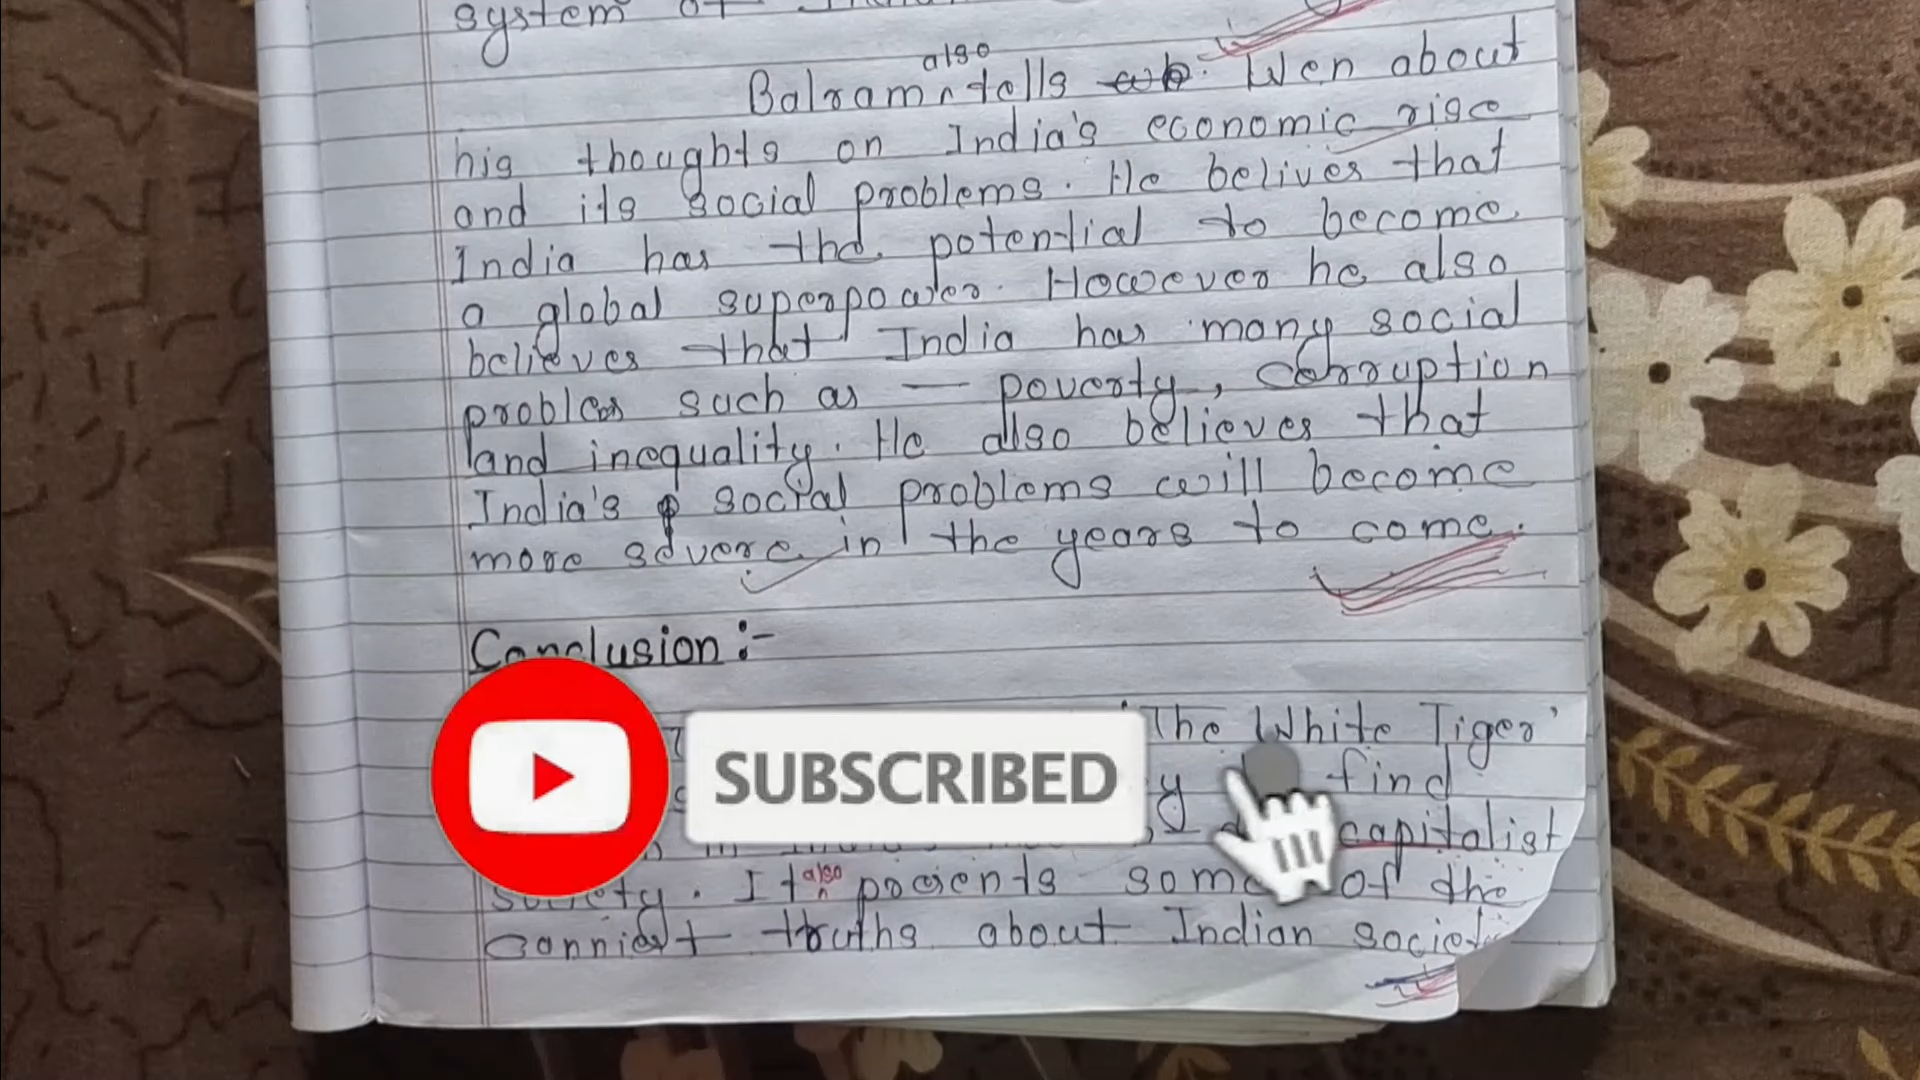 system of
also
Balram tells Wen about
his thoughts on India's economic rise
and its social problems. He belives that
India has the potential to become
a global superpower. However he also
believes that India has many social
problems such as — poverty, corruption
and inequality. He also believes that
India's social problems will become
more sdvere in the years to come.
Conclusion :-
'The White Tiger'
find
SUBSCRIBED
capitalist
society. It also pocients some of the
truths about Indian society